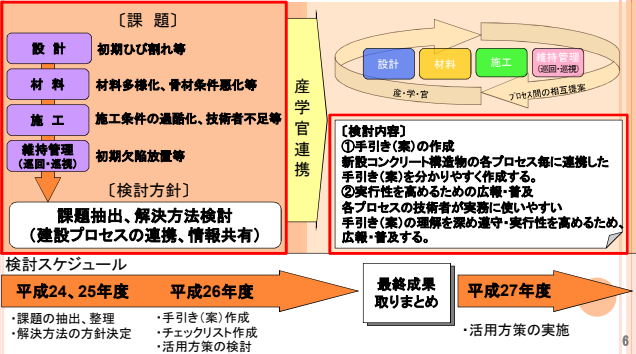 〔課 題〕
設 計
初期ひび割れ等
材 料
材料多様化、骨材条件悪化等
施 工
施工条件の過酷化、技術者不足等
維持管理
(巡回・巡視)
初期欠陥放置等
〔検討方針〕
課題抽出、解決方法検討
(建設プロセスの連携、情報共有)
産学官連携
設計
材料
施工
維持管理
(巡回・巡視)
産・学・官
プロセス間の相互提案
〔検討内容〕
①手引き(案)の作成
新設コンクリート構造物の各プロセス毎に連携した
手引き(案)を分かりやすく作成する。
②実行性を高めるための広報・普及
各プロセスの技術者が実務に使いやすい
手引き(案)の理解を深め遵守・実行性を高めるため、
広報・普及する。
検討スケジュール
平成24、25年度
平成26年度
最終成果
取りまとめ
平成27年度
・課題の抽出、整理
・解決方法の方針決定
・手引き(案)作成
・チェックリスト作成
・活用方策の検討
・活用方策の実施
6